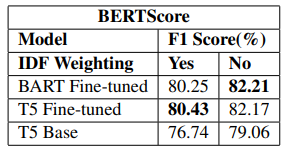 BERTScore
Model F1 Score(%)
IDF Weighting Yes No
BART Fine-tuned 80.25 82.21
T5 Fine-tuned 80.43 82.17
T5 Base 76.74 79.06